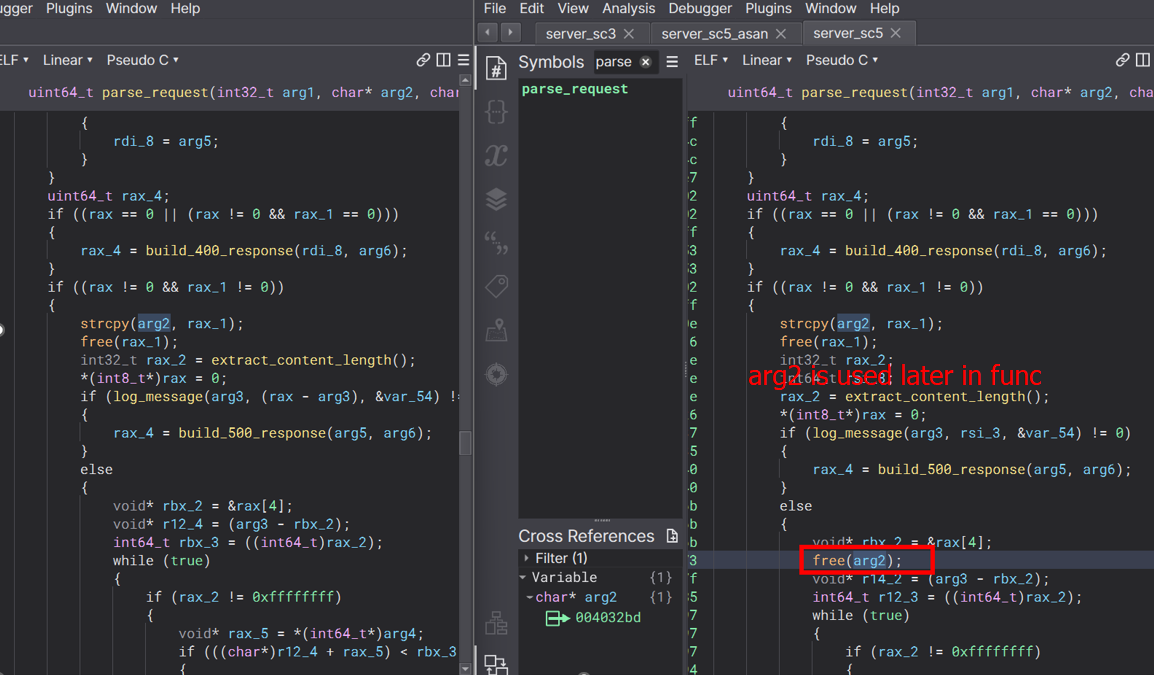 ugger Plugins Window Help
ELF ▾ Linear ▾ Pseudo C ▾
uint64_t parse_request(int32_t arg1, char* arg2, char
{
rdi_8 = arg5;
}
}
uint64_t rax_4;
if ((rax == 0 || (rax != 0 && rax_1 == 0)))
{
rax_4 = build_400_response(rdi_8, arg6);
}
if ((rax != 0 && rax_1 != 0))
{
strcpy(arg2, rax_1);
free(rax_1);
int32_t rax_2 = extract_content_length();
*(int8_t*)rax = 0;
if (log_message(arg3, (rax - arg3), &var_54) !=
{
rax_4 = build_500_response(arg5, arg6);
}
else
{
void* rbx_2 = &rax[4];
void* r12_4 = (arg3 - rbx_2);
int64_t rbx_3 = ((int64_t)rax_2);
while (true)
{
if (rax_2 != 0xffffffff)
{
void* rax_5 = *(int64_t*)arg4;
if (((char*)r12_4 + rax_5) < rbx_3
{
File Edit View Analysis Debugger Plugins Window Help
server_sc3 × server_sc5_asan × server_sc5 ×
Symbols parse
parse_request
Cross References
Filter (1)
Variable {1}
char* arg2 {1}
004032bd
ELF ▾ Linear ▾ Pseudo C ▾
uint64_t parse_request(int32_t arg1, char* arg2, cha
{
rdi_8 = arg5;
}
}
uint64_t rax_4;
if ((rax == 0 || (rax != 0 && rax_1 == 0)))
{
rax_4 = build_400_response(rdi_8, arg6);
}
if ((rax != 0 && rax_1 != 0))
{
strcpy(arg2, rax_1);
free(rax_1);
int32_t rax_2;
arg2 is used later in func
rax_2 = extract_content_length();
*(int8_t*)rax = 0;
if (log_message(arg3, rsi_3, &var_54) != 0)
{
rax_4 = build_500_response(arg5, arg6);
}
else
{
void* rbx_2 = &rax[4];
free(arg2);
void* r14_2 = (arg3 - rbx_2);
int64_t r12_3 = ((int64_t)rax_2);
while (true)
{
if (rax_2 != 0xffffffff)
{